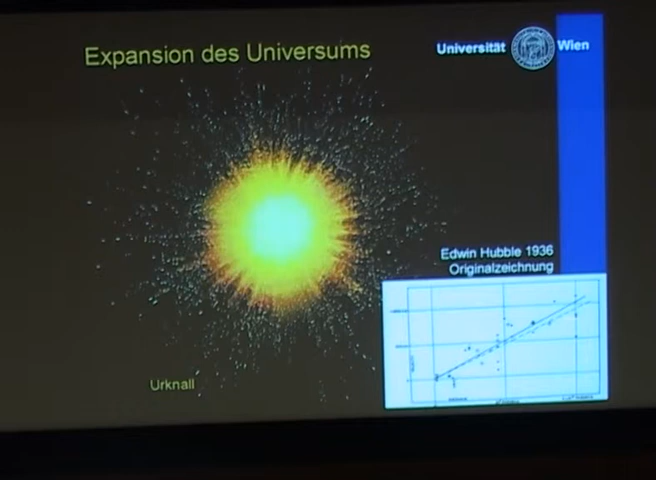 Expansion des Universums
Universität Wien
Edwin Hubble 1936
Originalzeichnung
Urknall